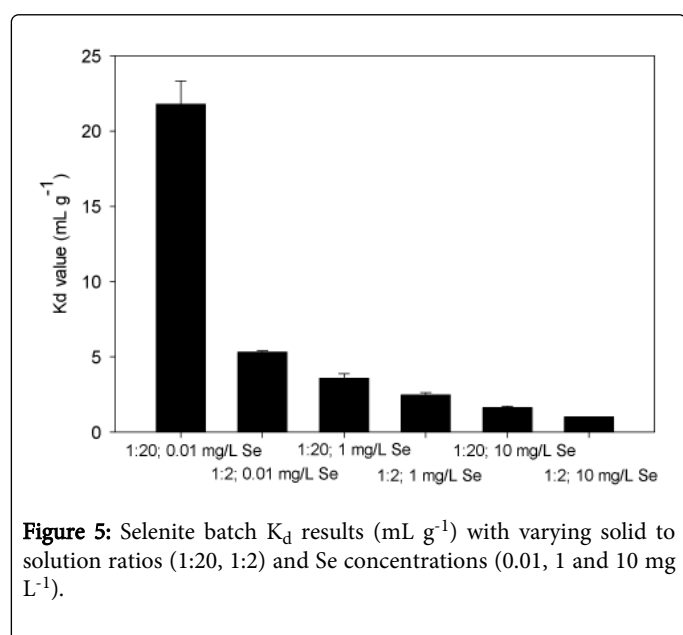 25
20
15
10
5
0
Kd value (mL g⁻¹)
1:20; 0.01 mg/L Se
1:2; 0.01 mg/L Se
1:20; 1 mg/L Se
1:2; 1 mg/L Se
1:20; 10 mg/L Se
1:2; 10 mg/L Se
Figure 5: Selenite batch K_d results (mL g⁻¹) with varying solid to
solution ratios (1:20, 1:2) and Se concentrations (0.01, 1 and 10 mg
L⁻¹).